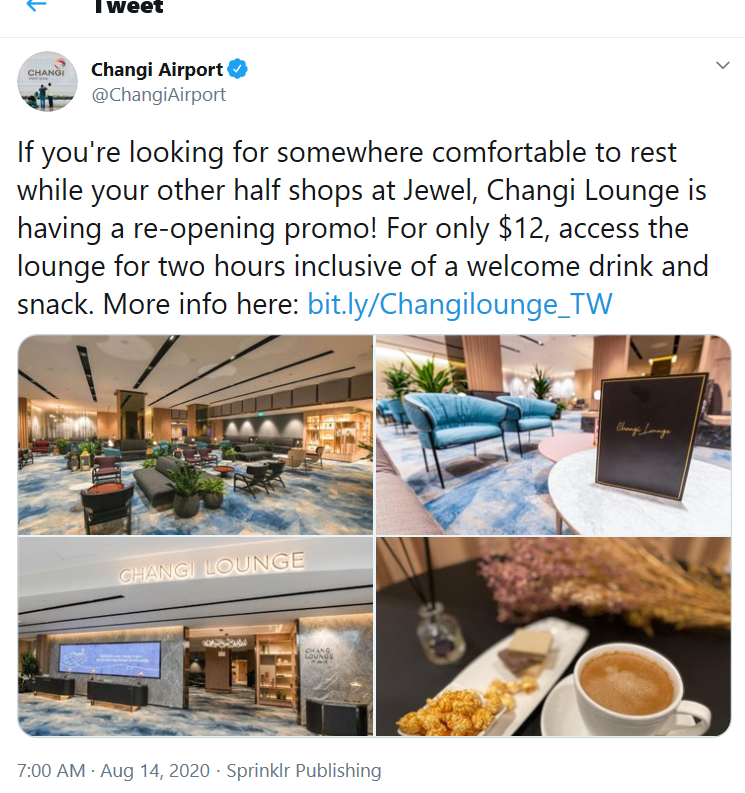 Tweet
CHANGI
Changi Airport
@ChangiAirport
If you're looking for somewhere comfortable to rest
while your other half shops at Jewel, Changi Lounge is
having a re-opening promo! For only $12, access the
lounge for two hours inclusive of a welcome drink and
snack. More info here: bit.ly/Changilounge_TW
Changi Lounge
CHANGI LOUNGE
CHANGI
LOUNGE
7:00 AM · Aug 14, 2020 · Sprinklr Publishing